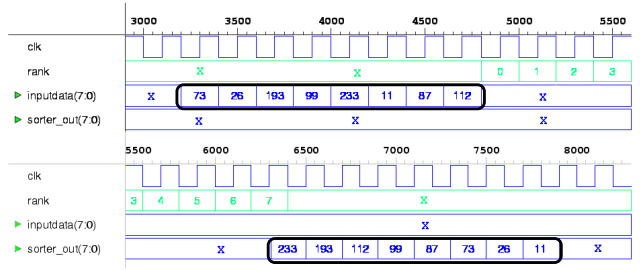 3000 3500 4000 4500 5000 5500
clk
rank X X 0 1 2 3
inputdata(7:0) X 73 26 193 99 233 11 87 112 X
sorter_out(7:0) X X X
5500 6000 6500 7000 7500 8000
clk
rank 3 4 5 6 7 X
inputdata(7:0) X
sorter_out(7:0) X 233 193 112 99 87 73 26 11 X